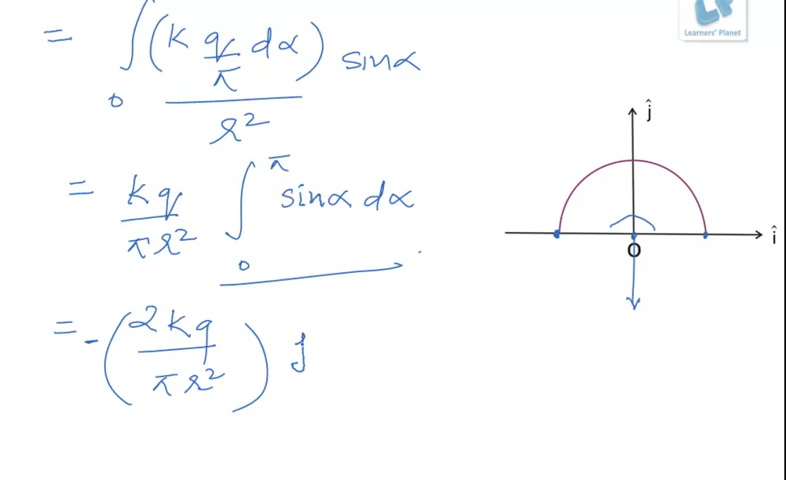 = ∫₀ (k q/π dα)/r² sinα
= kq/πr² ∫₀^π sinα dα
= -(2kq/πr²) j
Learners' Planet
ĵ
î
O